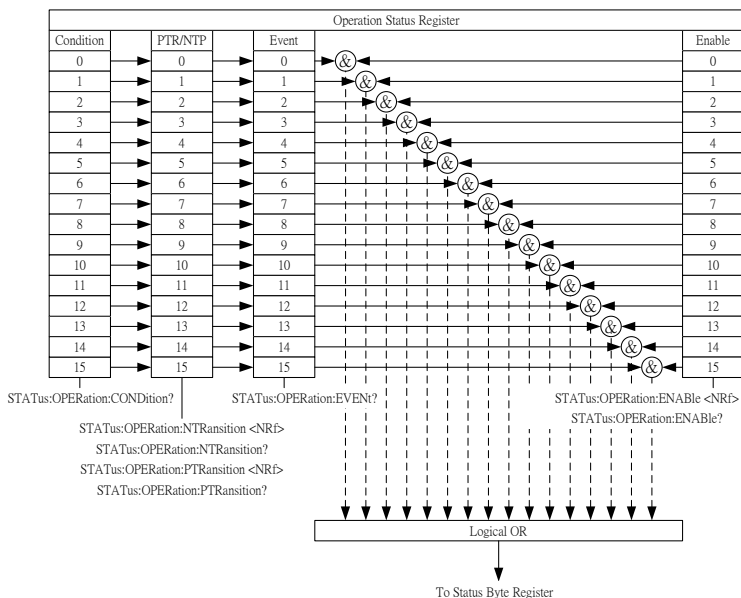 Operation Status Register
Condition PTR/NTP Event Enable
0 0 0 & 0
1 1 1 & 1
2 2 2 & 2
3 3 3 & 3
4 4 4 & 4
5 5 5 & 5
6 6 6 & 6
7 7 7 & 7
8 8 8 & 8
9 9 9 & 9
10 10 10 & 10
11 11 11 & 11
12 12 12 & 12
13 13 13 & 13
14 14 14 & 14
15 15 15 & 15
STATus:OPERation:CONDition? STATus:OPERation:EVENt? STATus:OPERation:ENABle <NRf>
STATus:OPERation:ENABle?
STATus:OPERation:NTRansition <NRf>
STATus:OPERation:NTRansition?
STATus:OPERation:PTRansition <NRf>
STATus:OPERation:PTRansition?
Logical OR
To Status Byte Register